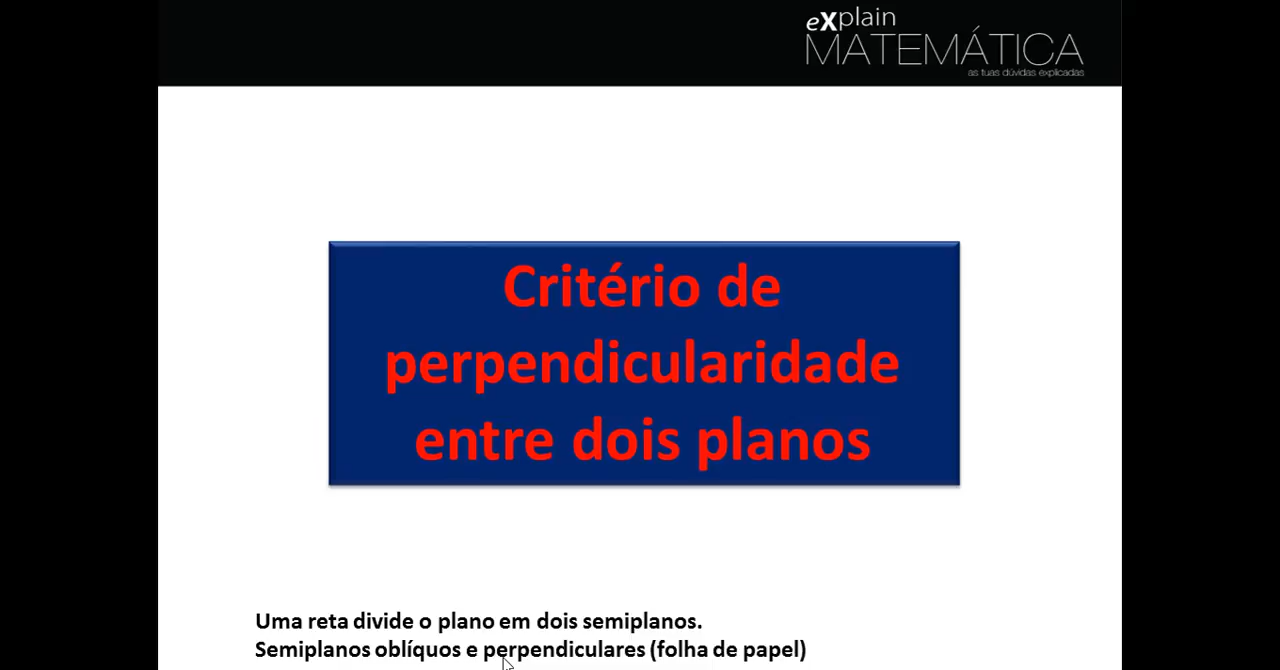 eXplain
MATEMÁTICA
as tuas dúvidas explicadas
Critério de
perpendicularidade
entre dois planos
Uma reta divide o plano em dois semiplanos.
Semiplanos oblíquos e perpendiculares (folha de papel)